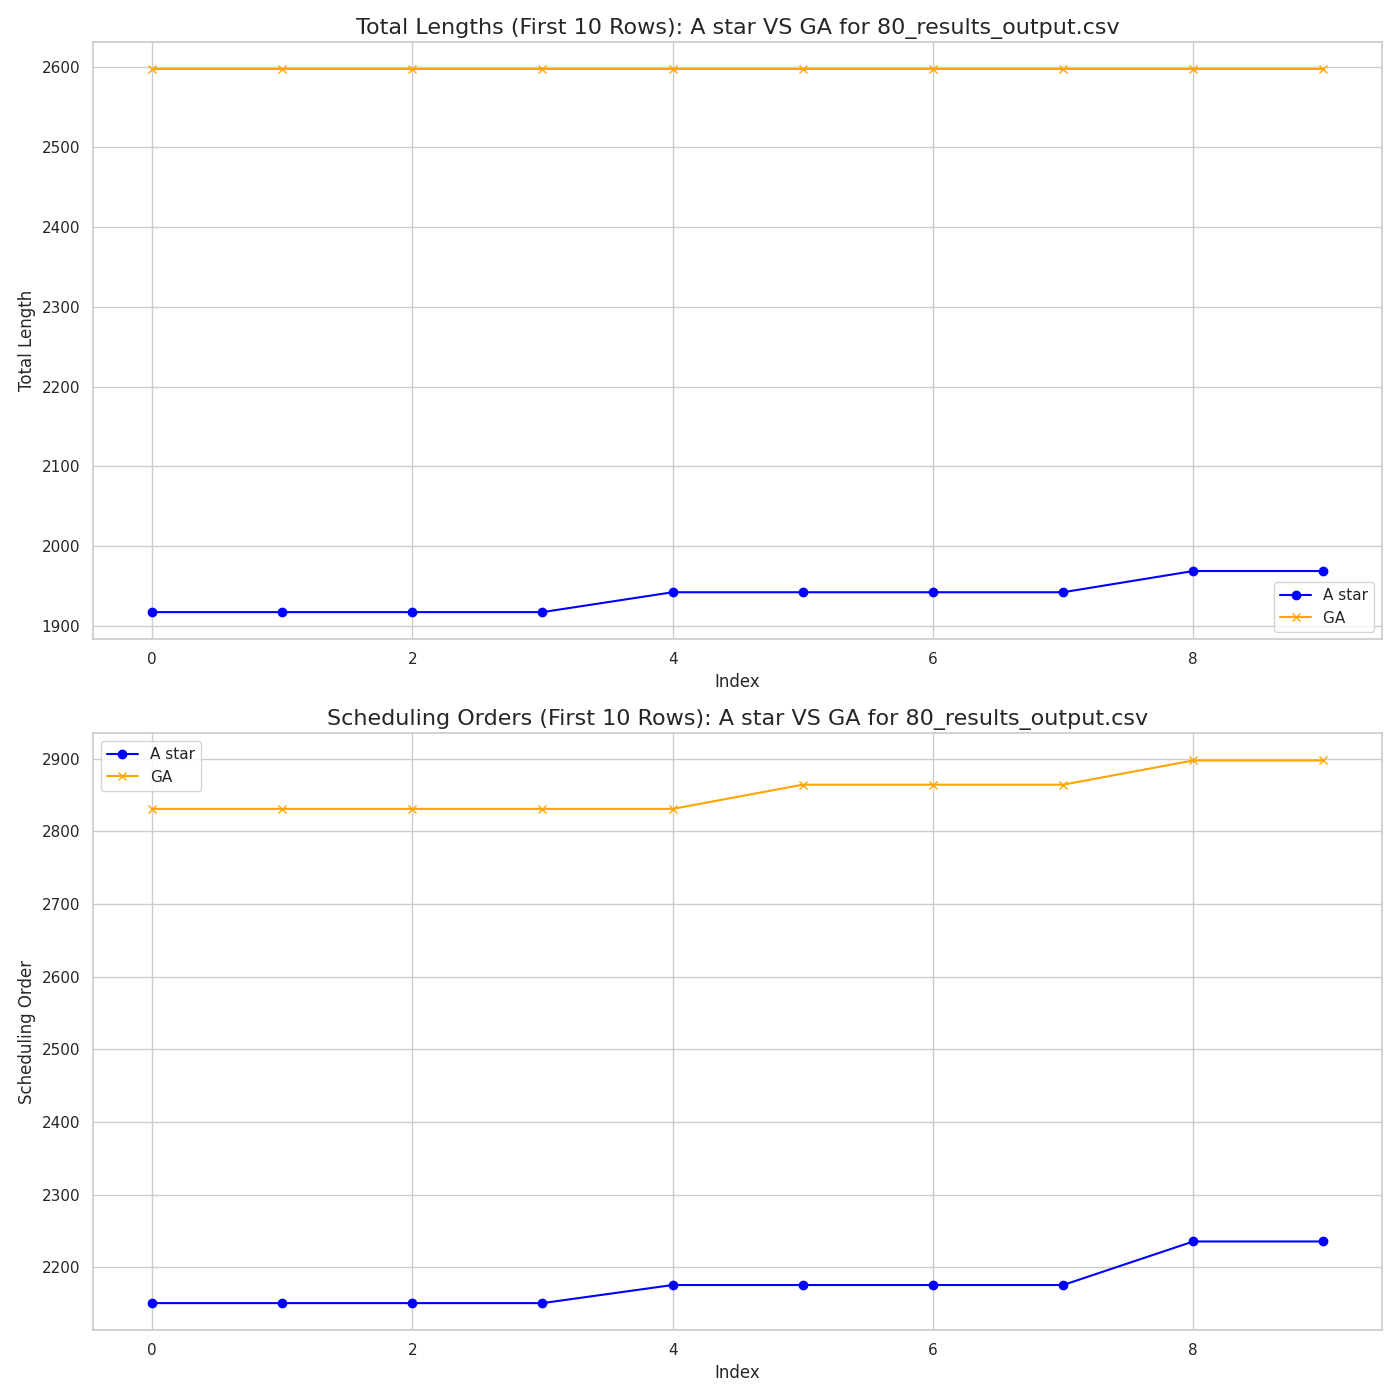 Total Lengths (First 10 Rows): A star VS GA for 80_results_output.csv
Total Length
2600
2500
2400
2300
2200
2100
2000
1900
A star
GA
0 2 4 6 8
Index
Scheduling Orders (First 10 Rows): A star VS GA for 80_results_output.csv
Scheduling Order
A star
GA
2900
2800
2700
2600
2500
2400
2300
2200
0 2 4 6 8
Index